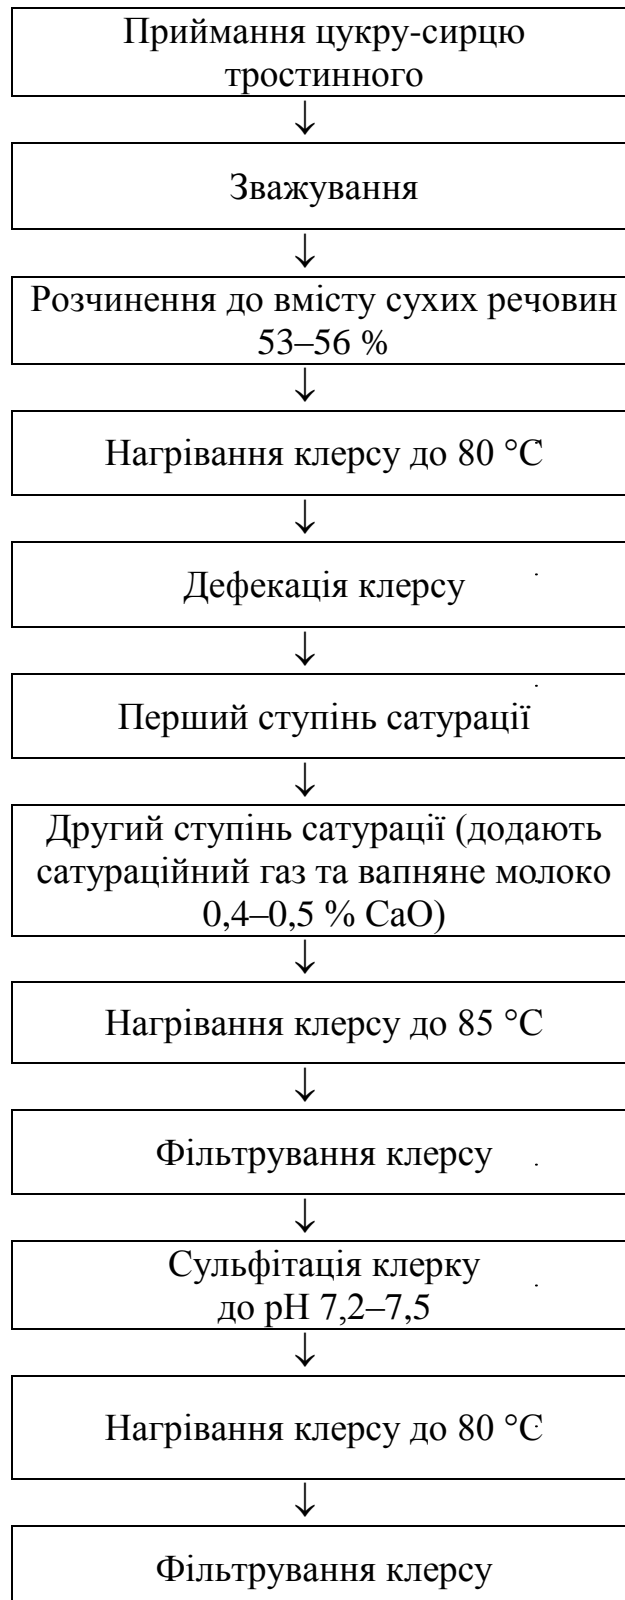 Приймання цукру-сирцю
тростинного
↓
Зважування
↓
Розчинення до вмісту сухих речовин
53–56 %
↓
Нагрівання клерсу до 80 °С
↓
Дефекація клерсу
↓
Перший ступінь сатурації
↓
Другий ступінь сатурації (додають
сатураційний газ та вапняне молоко
0,4–0,5 % СаО)
↓
Нагрівання клерсу до 85 °С
↓
Фільтрування клерсу
↓
Сульфітація клерку
до рН 7,2–7,5
↓
Нагрівання клерсу до 80 °С
↓
Фільтрування клерсу